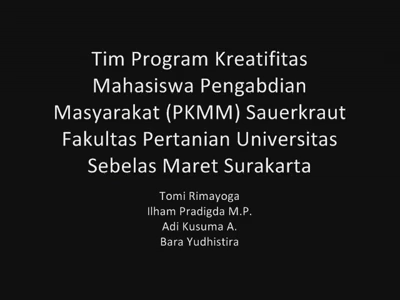 Tim Program Kreatifitas
Mahasiswa Pengabdian
Masyarakat (PKMM) Sauerkraut
Fakultas Pertanian Universitas
Sebelas Maret Surakarta
Tomi Rimayoga
Ilham Pradigda M.P.
Adi Kusuma A.
Bara Yudhistira